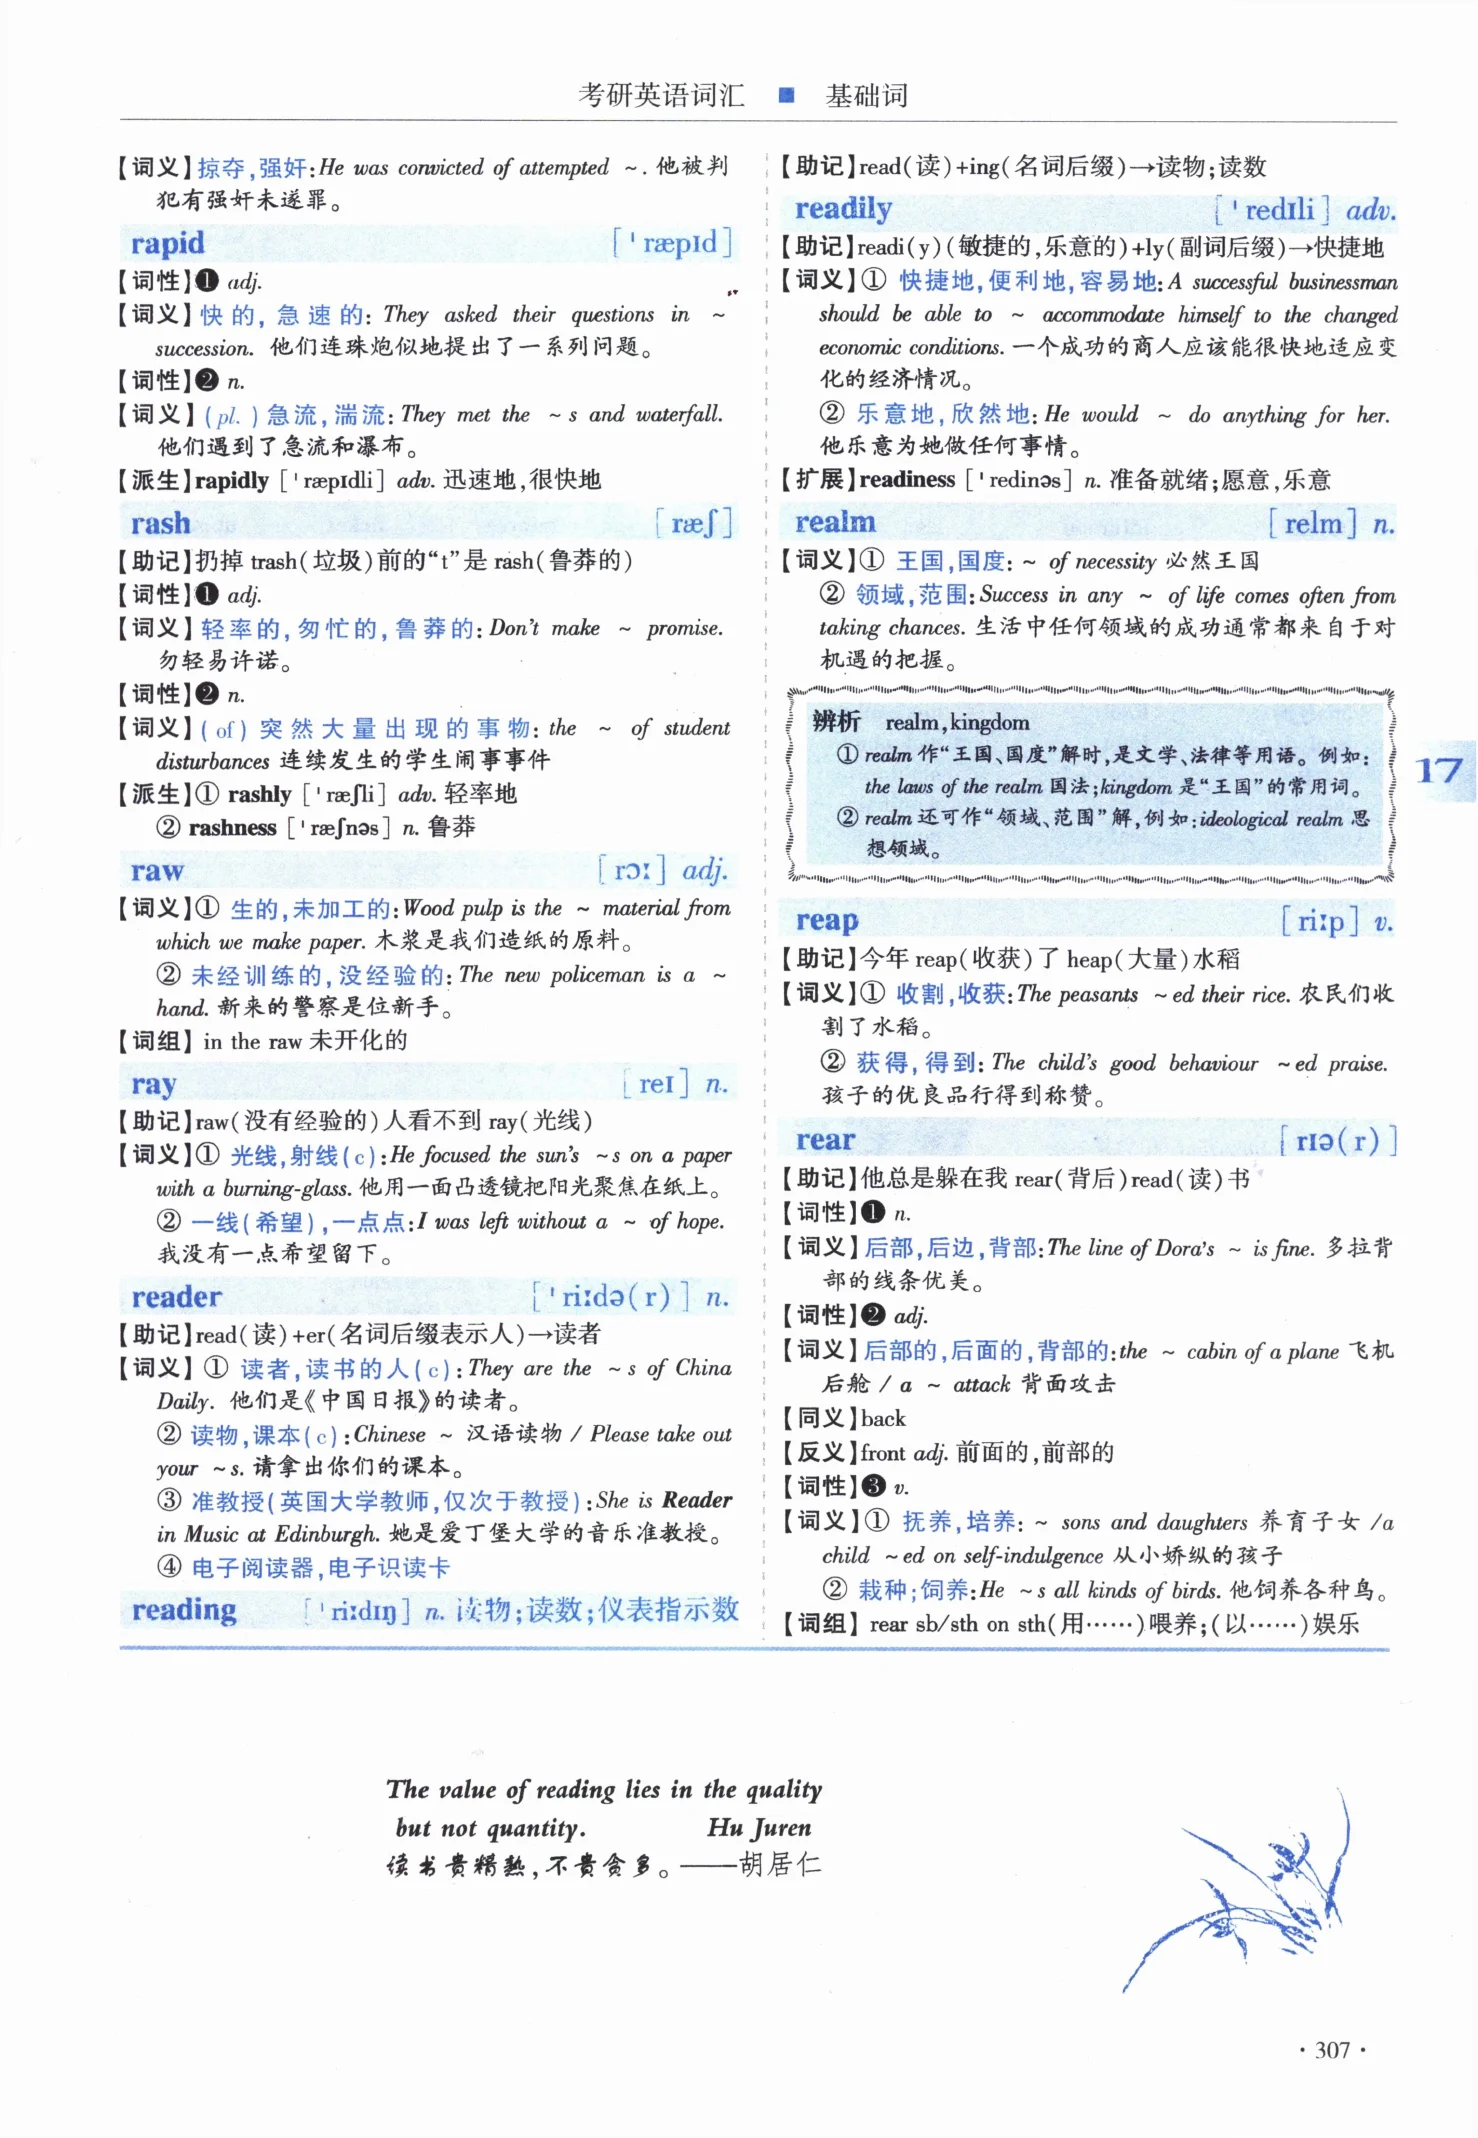 考研英语词汇 ■ 基础词
【词义】掠夺,强奸:He was convicted of attempted ~. 他被判
犯有强奸未遂罪。
rapid [ˈræpɪd]
【词性】❶ adj.
【词义】快的,急速的: They asked their questions in ~
succession. 他们连珠炮似地提出了一系列问题。
【词性】❷ n.
【词义】(pl.)急流,湍流: They met the ~s and waterfall.
他们遇到了急流和瀑布。
【派生】rapidly [ˈræpɪdli] adv. 迅速地,很快地
rash [ræʃ]
【助记】扔掉 trash(垃圾)前的“t”是 rash(鲁莽的)
【词性】❶ adj.
【词义】轻率的,匆忙的,鲁莽的: Don't make ~ promise.
勿轻易许诺。
【词性】❷ n.
【词义】(of)突然大量出现的事物: the ~ of student
disturbances 连续发生的学生闹事事件
【派生】① rashly [ˈræʃli] adv. 轻率地
② rashness [ˈræʃnəs] n. 鲁莽
raw [rɔː] adj.
【词义】① 生的,未加工的: Wood pulp is the ~ material from
which we make paper. 木浆是我们造纸的原料。
② 未经训练的,没经验的: The new policeman is a ~
hand. 新来的警察是位新手。
【词组】in the raw 未开化的
ray [reɪ] n.
【助记】raw(没有经验的)人看不到 ray(光线)
【词义】① 光线,射线(c): He focused the sun's ~s on a paper
with a burning-glass. 他用一面凸透镜把阳光聚焦在纸上。
② 一线(希望),一点点: I was left without a ~ of hope.
我没有一点希望留下。
reader [ˈriːdə(r)] n.
【助记】read(读)+er(名词后缀表示人)→读者
【词义】① 读者,读书的人(c): They are the ~s of China
Daily. 他们是《中国日报》的读者。
② 读物,课本(c): Chinese ~ 汉语读物 / Please take out
your ~s. 请拿出你们的课本。
③ 准教授(英国大学教师,仅次于教授): She is Reader
in Music at Edinburgh. 她是爱丁堡大学的音乐准教授。
④ 电子阅读器,电子识读卡
reading [ˈriːdɪŋ] n. 读物;读数;仪表指示数
【助记】read(读)+ing(名词后缀)→读物;读数
readily [ˈredɪli] adv.
【助记】readi(y)(敏捷的,乐意的)+ly(副词后缀)→快捷地
【词义】① 快捷地,便利地,容易地: A successful businessman
should be able to ~ accommodate himself to the changed
economic conditions. 一个成功的商人应该能很快地适应变
化的经济情况。
② 乐意地,欣然地: He would ~ do anything for her.
他乐意为她做任何事情。
【扩展】readiness [ˈredinəs] n. 准备就绪;愿意,乐意
realm [relm] n.
【词义】① 王国,国度: ~ of necessity 必然王国
② 领域,范围: Success in any ~ of life comes often from
taking chances. 生活中任何领域的成功通常都来自于对
机遇的把握。
辨析 realm,kingdom
① realm 作“王国、国度”解时,是文学、法律等用语。例如:
the laws of the realm 国法;kingdom 是“王国”的常用词。
② realm 还可作“领域、范围”解,例如:ideological realm 思
想领域。
17
reap [riːp] v.
【助记】今年 reap(收获)了 heap(大量)水稻
【词义】① 收割,收获: The peasants ~ed their rice. 农民们收
割了水稻。
② 获得,得到: The child's good behaviour ~ed praise.
孩子的优良品行得到称赞。
rear [rɪə(r)]
【助记】他总是躲在我 rear(背后)read(读)书
【词性】❶ n.
【词义】后部,后边,背部: The line of Dora's ~ is fine. 多拉背
部的线条优美。
【词性】❷ adj.
【词义】后部的,后面的,背部的: the ~ cabin of a plane 飞机
后舱 / a ~ attack 背面攻击
【同义】back
【反义】front adj. 前面的,前部的
【词性】❸ v.
【词义】① 抚养,培养: ~ sons and daughters 养育子女 /a
child ~ed on self-indulgence 从小娇纵的孩子
② 栽种;饲养: He ~s all kinds of birds. 他饲养各种鸟。
【词组】rear sb/sth on sth(用……)喂养;(以……)娱乐
The value of reading lies in the quality
but not quantity. Hu Juren
读书贵精熟,不贵贪多。——胡居仁
· 307 ·